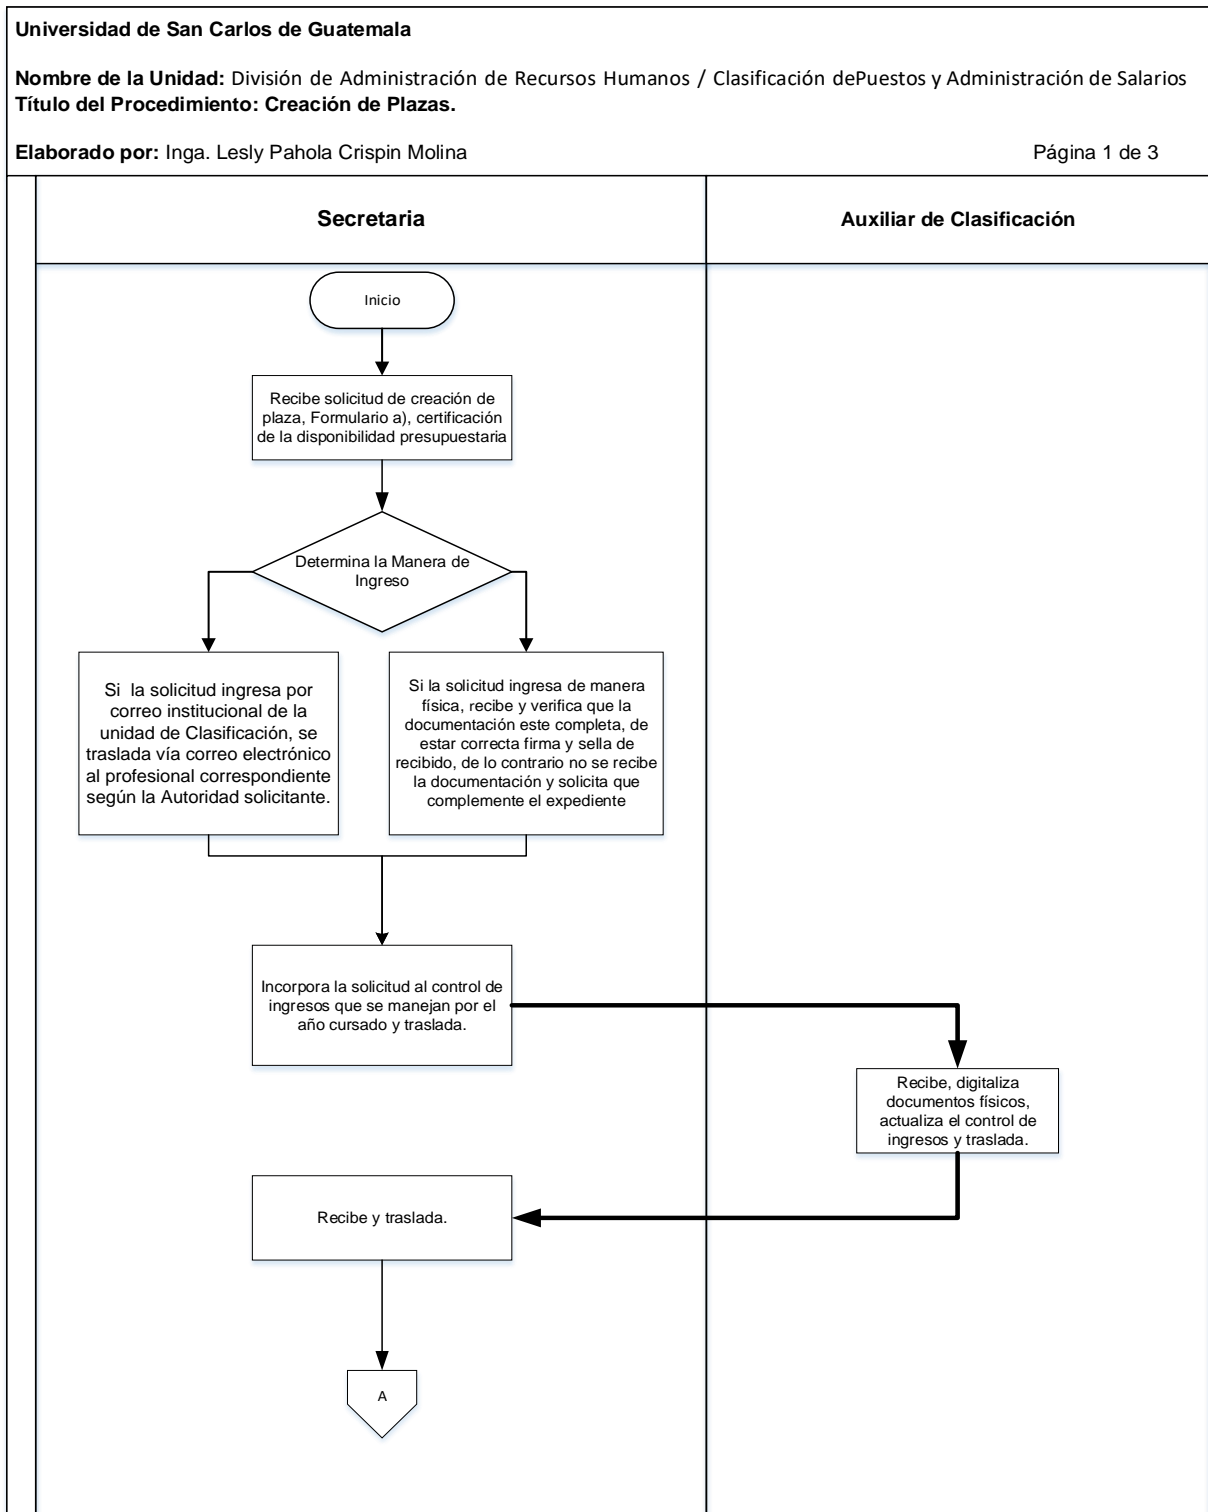 Universidad de San Carlos de Guatemala
Nombre de la Unidad: División de Administración de Recursos Humanos / Clasificación dePuestos y Administración de Salarios
Título del Procedimiento: Creación de Plazas.
Elaborado por: Inga. Lesly Pahola Crispin Molina
Página 1 de 3
Secretaria
Auxiliar de Clasificación
Inicio
Recibe solicitud de creación de
plaza, Formulario a), certificación
de la disponibilidad presupuestaria
Determina la Manera de
Ingreso
Si la solicitud ingresa por
correo institucional de la
unidad de Clasificación, se
traslada vía correo electrónico
al profesional correspondiente
según la Autoridad solicitante.
Si la solicitud ingresa de manera
física, recibe y verifica que la
documentación este completa, de
estar correcta firma y sella de
recibido, de lo contrario no se recibe
la documentación y solicita que
complemente el expediente
Incorpora la solicitud al control de
ingresos que se manejan por el
año cursado y traslada.
Recibe, digitaliza
documentos físicos,
actualiza el control de
ingresos y traslada.
Recibe y traslada.
A